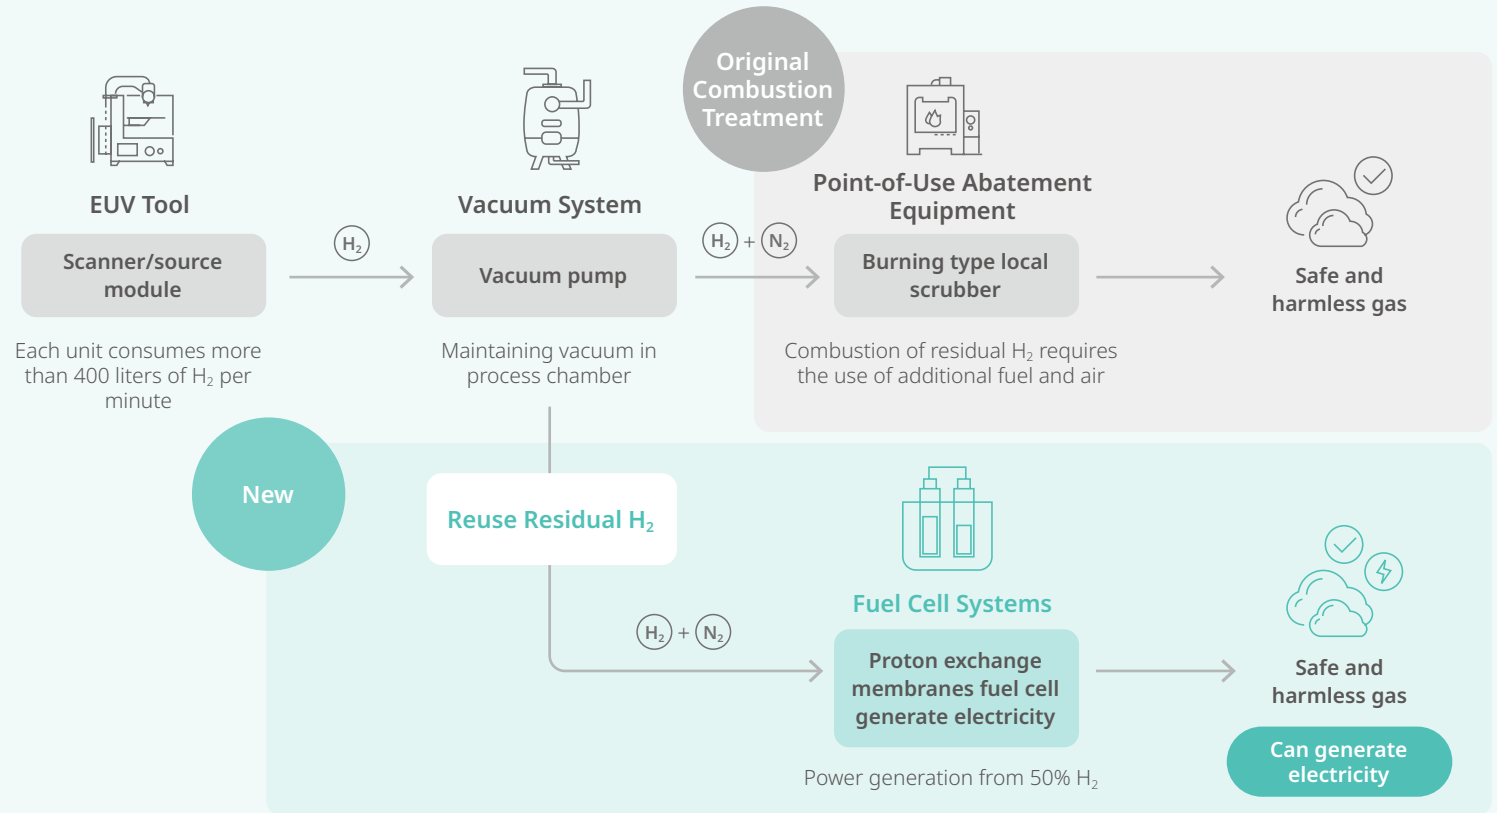 Original
Combustion
Treatment
EUV Tool
Scanner/source
module
Each unit consumes more
than 400 liters of H₂ per
minute
H₂
Vacuum System
Vacuum pump
Maintaining vacuum in
process chamber
H₂ + N₂
Point-of-Use Abatement
Equipment
Burning type local
scrubber
Combustion of residual H₂ requires
the use of additional fuel and air
Safe and
harmless gas
New
Reuse Residual H₂
H₂ + N₂
Fuel Cell Systems
Proton exchange
membranes fuel cell
generate electricity
Power generation from 50% H₂
Safe and
harmless gas
Can generate
electricity